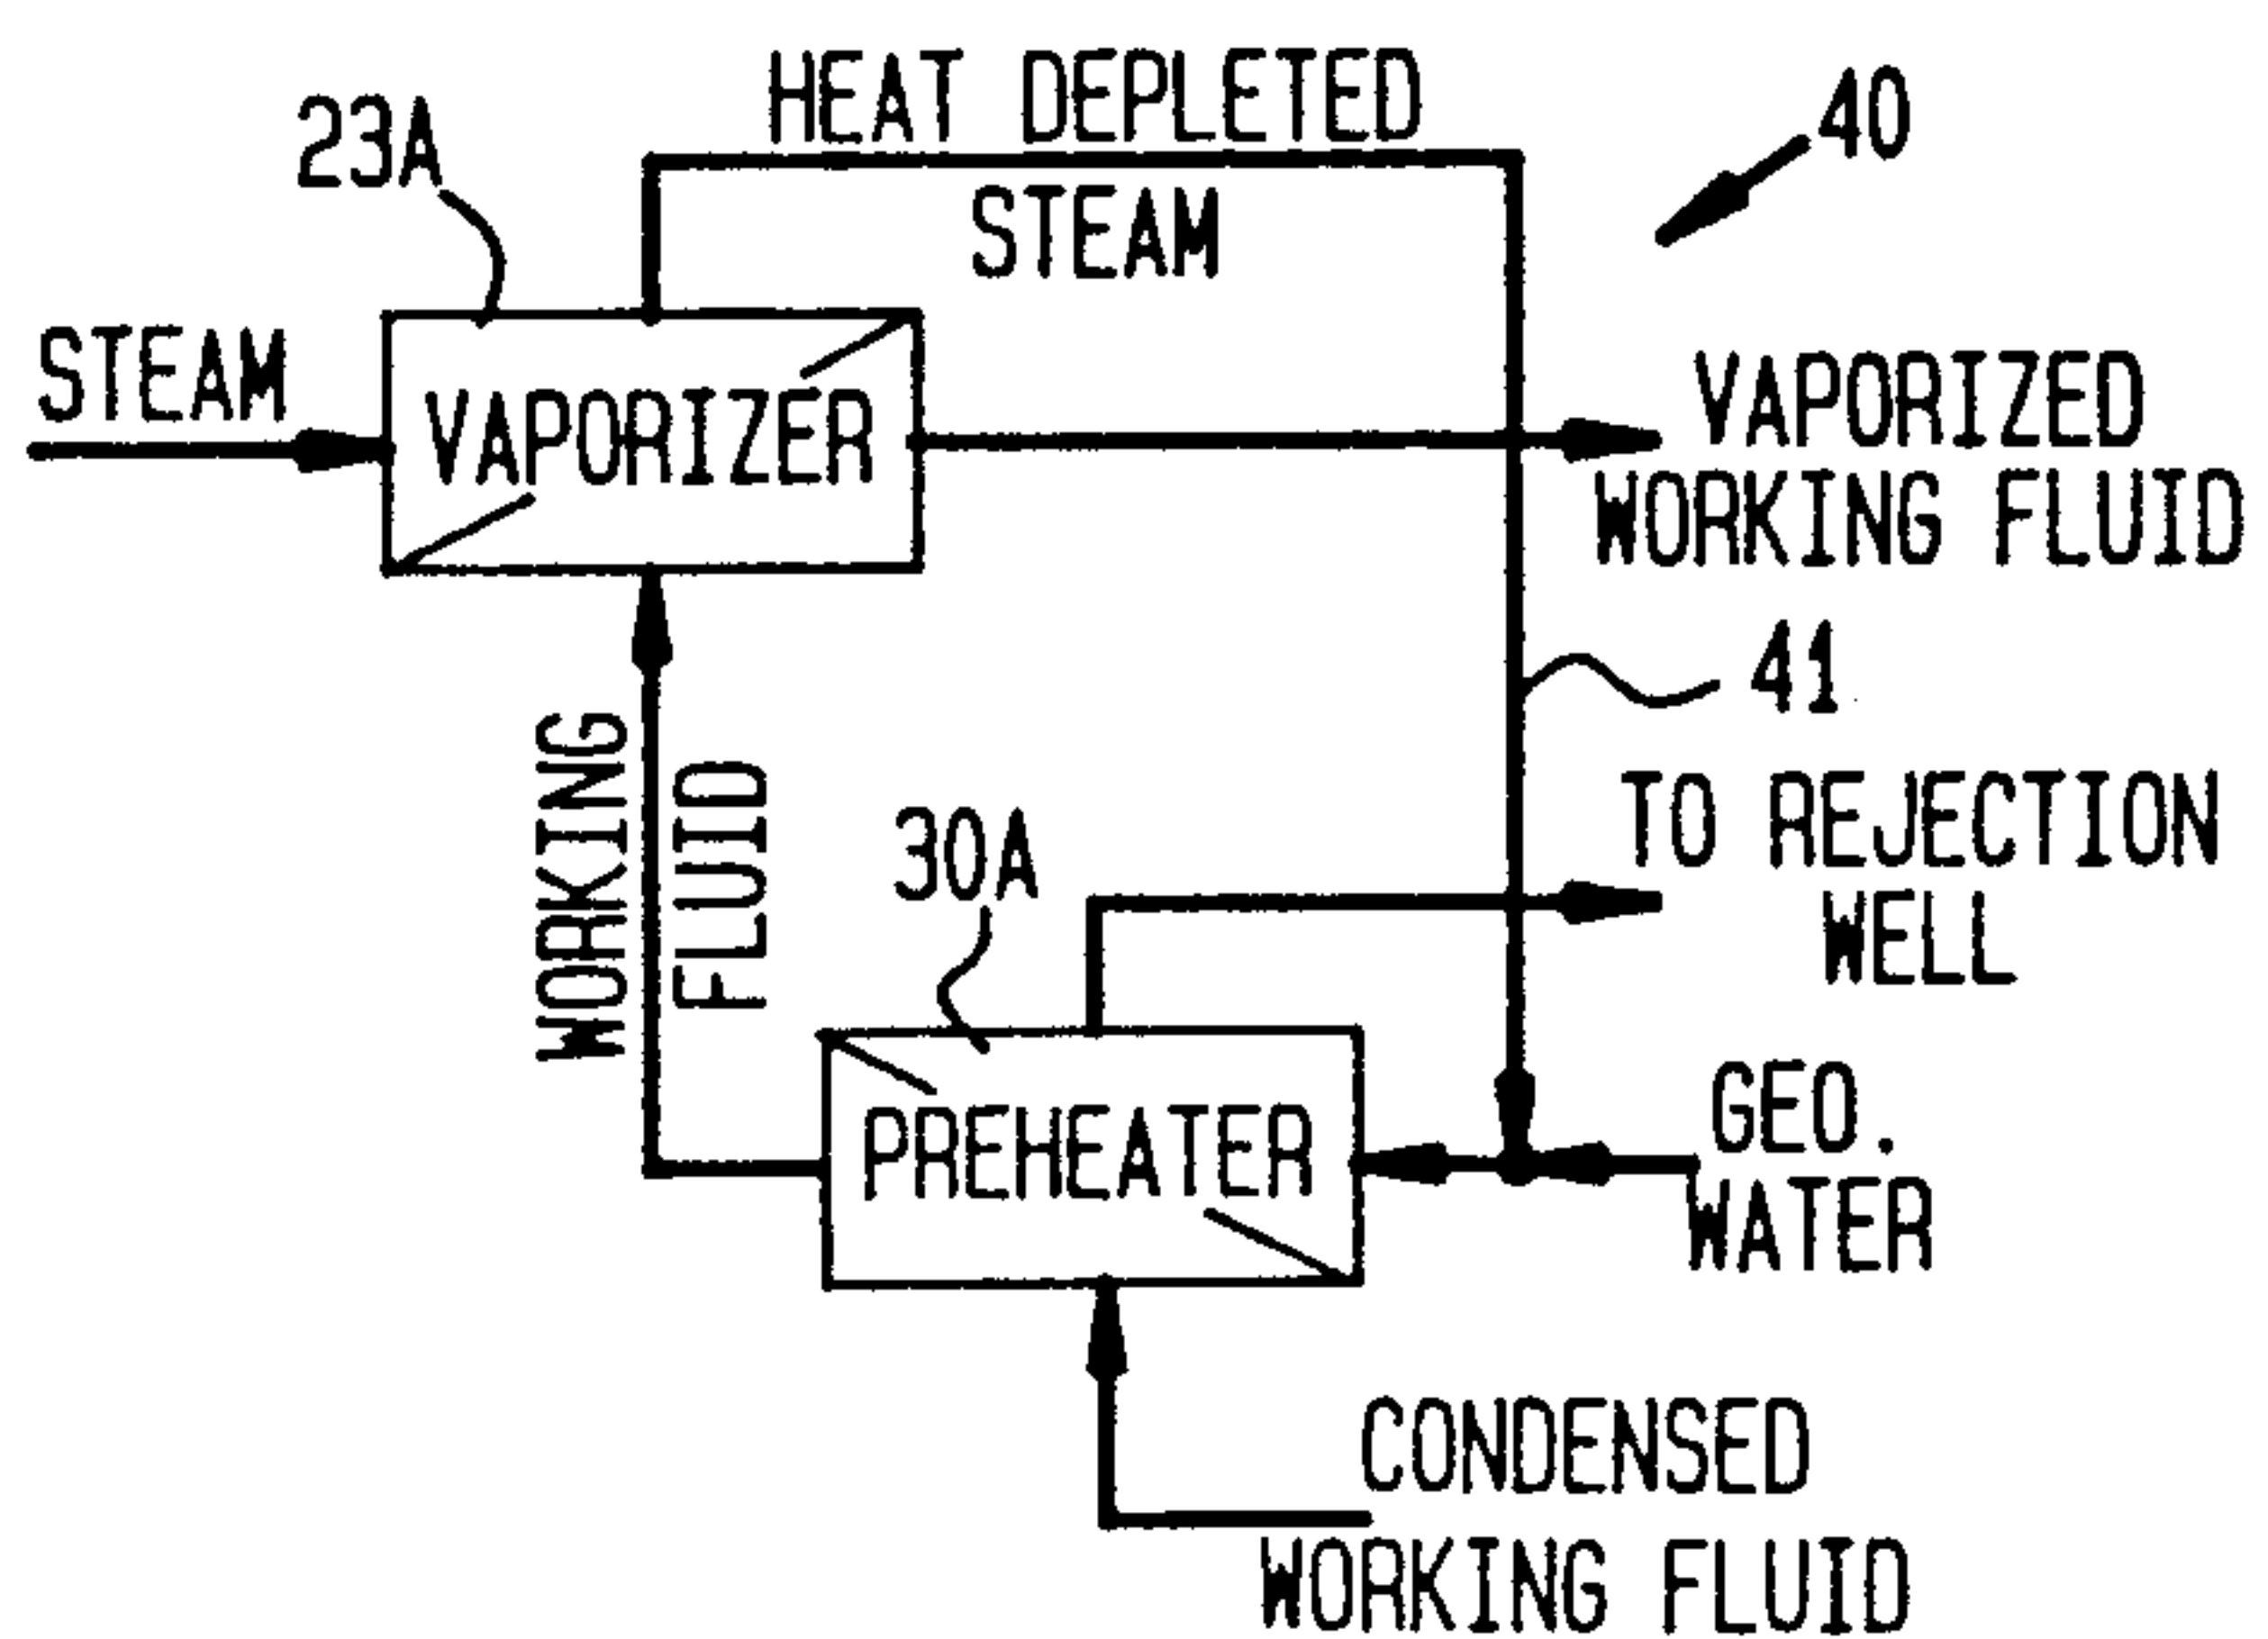 HEAT DEPLETED
STEAM
40
23A
STEAM
VAPORIZER
VAPORIZED
WORKING FLUID
41
WORKING
FLUID
30A
TO REJECTION
WELL
PREHEATER
GEO.
WATER
CONDENSED
WORKING FLUID